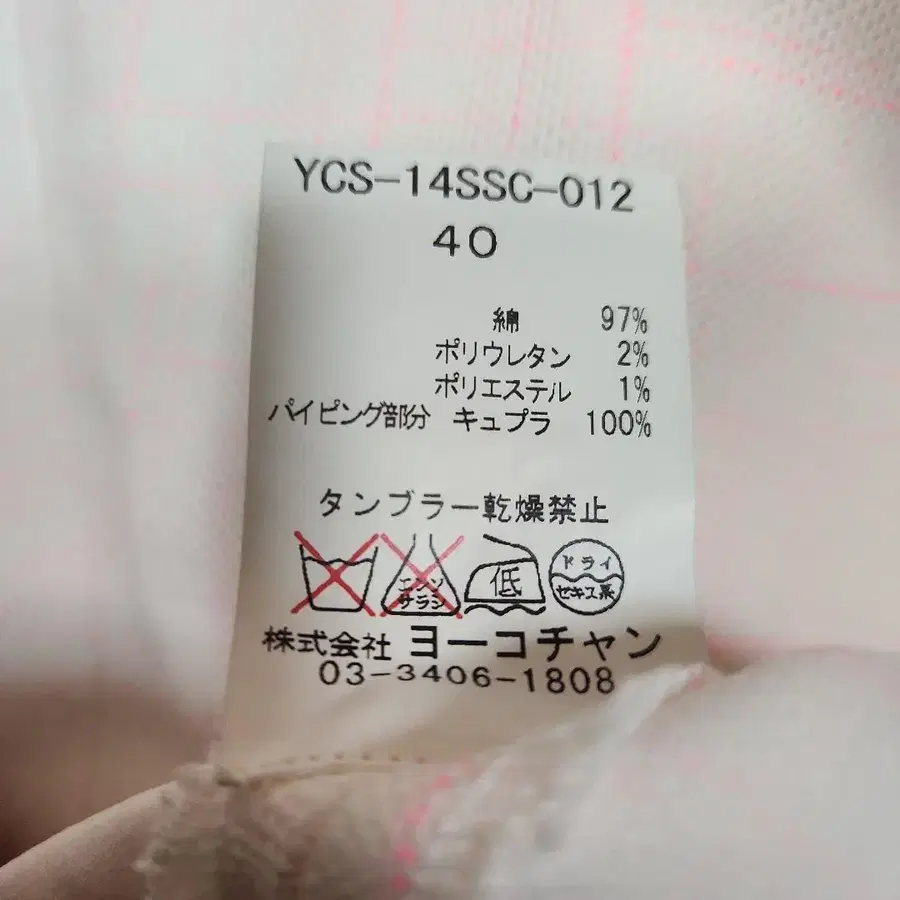 YCS-14SSC-012
40
綿 97%
ポリウレタン 2%
ポリエステル 1%
パイピング部分 キュプラ 100%
タンブラー乾燥禁止
エンソ
サラシ
低
ドライ
セキユ系
株式会社 ヨーコチャン
03-3406-1808